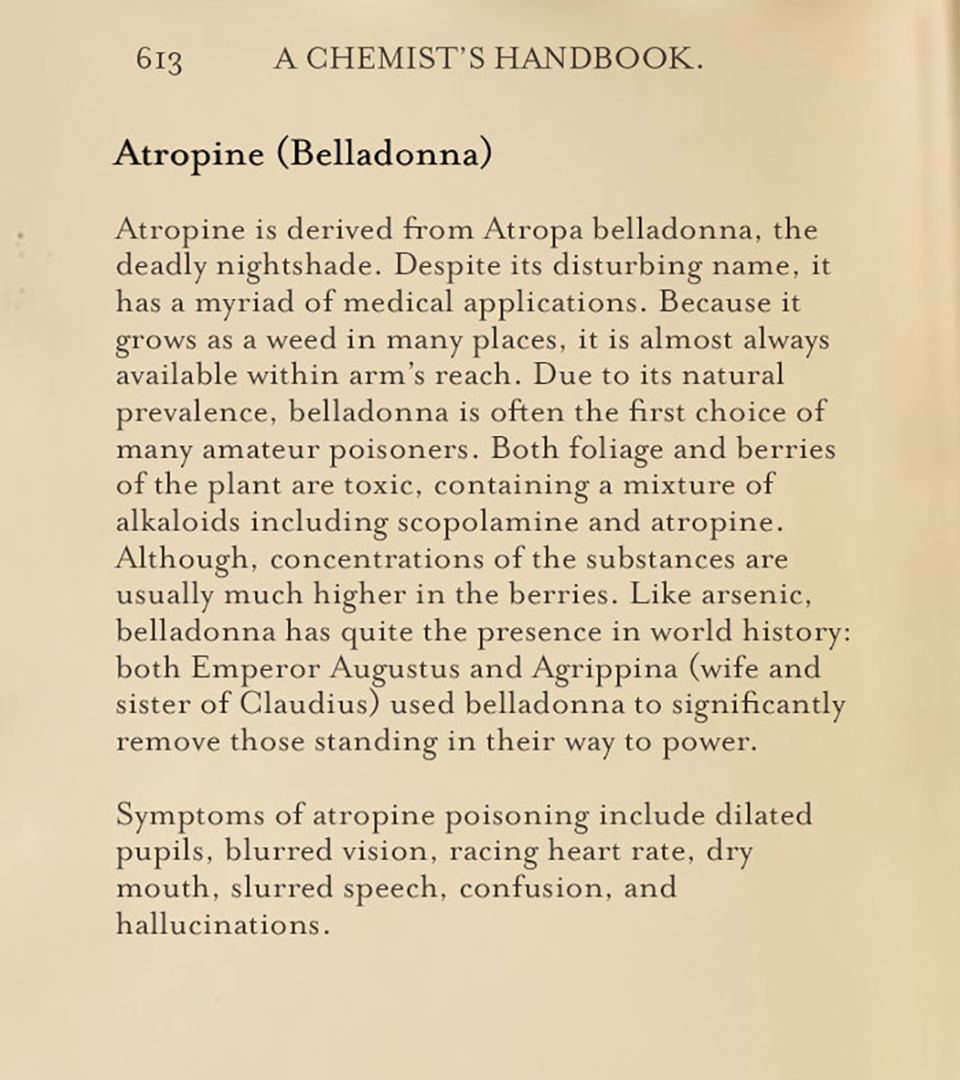 613 A CHEMIST'S HANDBOOK.
Atropine (Belladonna)
Atropine is derived from Atropa belladonna, the
deadly nightshade. Despite its disturbing name, it
has a myriad of medical applications. Because it
grows as a weed in many places, it is almost always
available within arm's reach. Due to its natural
prevalence, belladonna is often the first choice of
many amateur poisoners. Both foliage and berries
of the plant are toxic, containing a mixture of
alkaloids including scopolamine and atropine.
Although, concentrations of the substances are
usually much higher in the berries. Like arsenic,
belladonna has quite the presence in world history:
both Emperor Augustus and Agrippina (wife and
sister of Claudius) used belladonna to significantly
remove those standing in their way to power.
Symptoms of atropine poisoning include dilated
pupils, blurred vision, racing heart rate, dry
mouth, slurred speech, confusion, and
hallucinations.